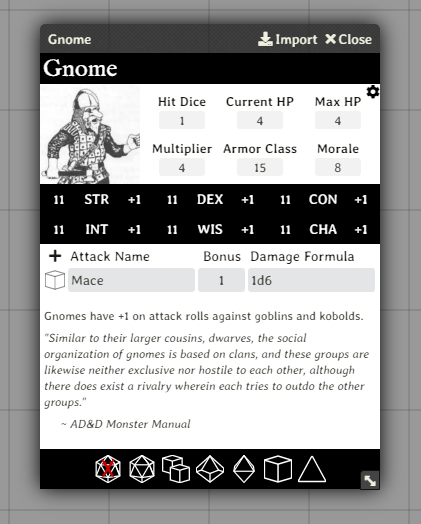 Gnome Import Close
Gnome
Hit Dice Current HP Max HP
1 4 4
Multiplier Armor Class Morale
4 15 8
11 STR +1 11 DEX +1 11 CON +1
11 INT +1 11 WIS +1 11 CHA +1
+ Attack Name Bonus Damage Formula
Mace 1 1d6
Gnomes have +1 on attack rolls against goblins and kobolds.
"Similar to their larger cousins, dwarves, the social
organization of gnomes is based on clans, and these groups are
likewise neither exclusive nor hostile to each other, although
there does exist a rivalry wherein each tries to outdo the other
groups."
~ AD&D Monster Manual